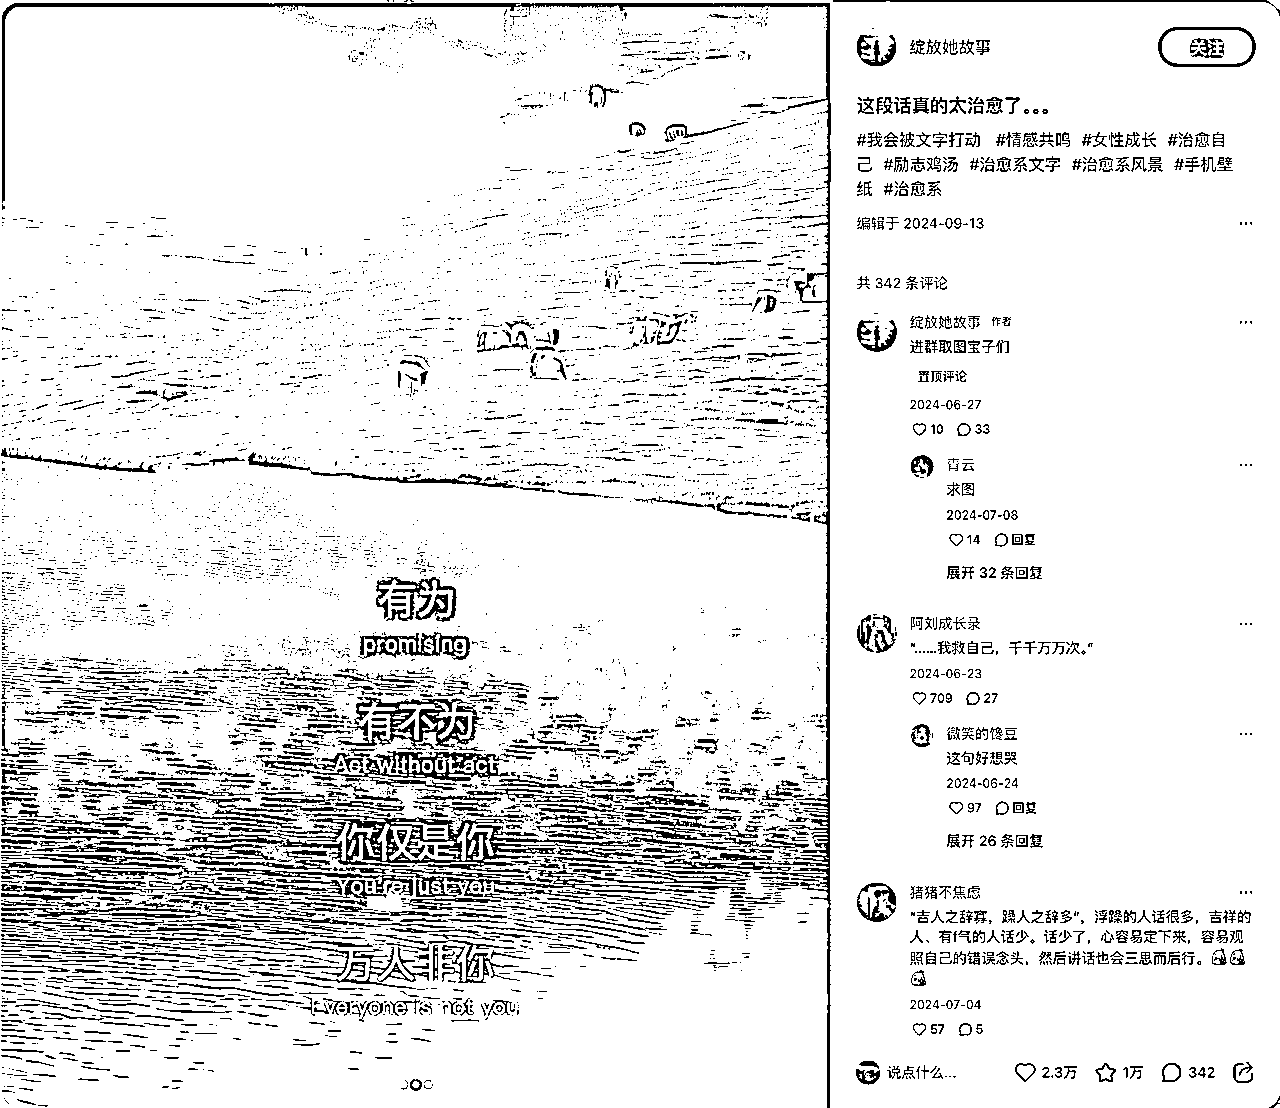 有为
promising
有不为
Act without act
你仅是你
You're just you
万人非你
Everyone is not you
绽放她故事
关注
这段话真的太治愈了。。。
#我会被文字打动 #情感共鸣 #女性成长 #治愈自
己 #励志鸡汤 #治愈系文字 #治愈系风景 #手机壁
纸 #治愈系
编辑于 2024-09-13
共 342 条评论
绽放她故事 作者
进群取图宝子们
置顶评论
2024-06-27
10 33
霄云
求图
2024-07-08
14 回复
展开 32 条回复
阿刘成长录
“......我救自己，千千万万次。”
2024-06-23
709 27
微笑的馋豆
这句好想哭
2024-06-24
97 回复
展开 26 条回复
猪猪不焦虑
“吉人之辞寡，躁人之辞多”，浮躁的人话很多，吉祥的
人、有f气的人话少。话少了，心容易定下来，容易观
照自己的错误念头，然后讲话也会三思而后行。
2024-07-04
57 5
说点什么... 2.3万 1万 342